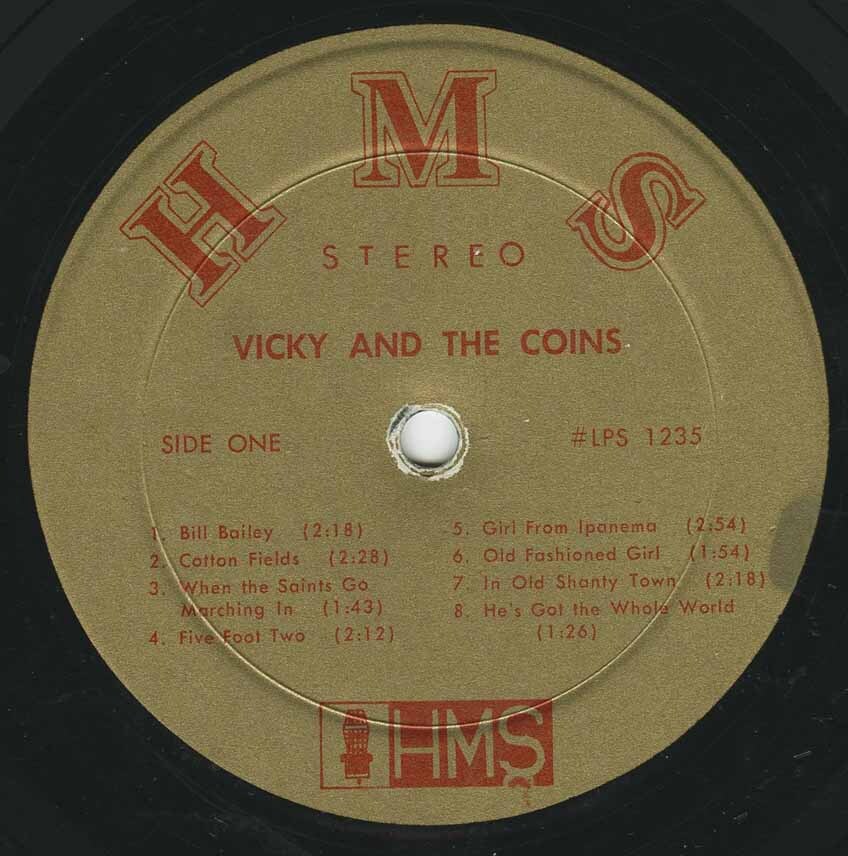 HMS
STEREO
VICKY AND THE COINS
SIDE ONE
#LPS 1235
1. Bill Bailey (2:18)
2. Cotton Fields (2:28)
3. When the Saints Go
Marching In (1:43)
4. Five Foot Two (2:12)
5. Girl From Ipanema (2:54)
6. Old Fashioned Girl (1:54)
7. In Old Shanty Town (2:18)
8. He's Got the Whole World
(1:26)
HMS